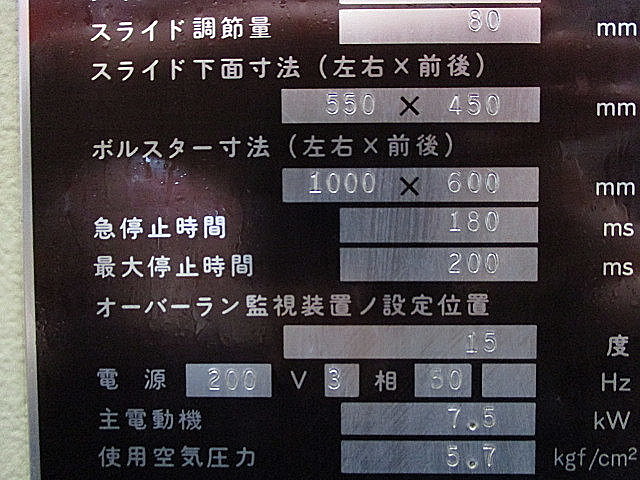 スライド調節量 80 mm
スライド下面寸法(左右×前後)
550 × 450 mm
ボルスター寸法(左右×前後)
1000 × 600 mm
急停止時間 180 ms
最大停止時間 200 ms
オーバーラン監視装置ノ設定位置
15 度
電源 200 V 3 相 50 Hz
主電動機 7.5 kW
使用空気圧力 5.7 kgf/cm²